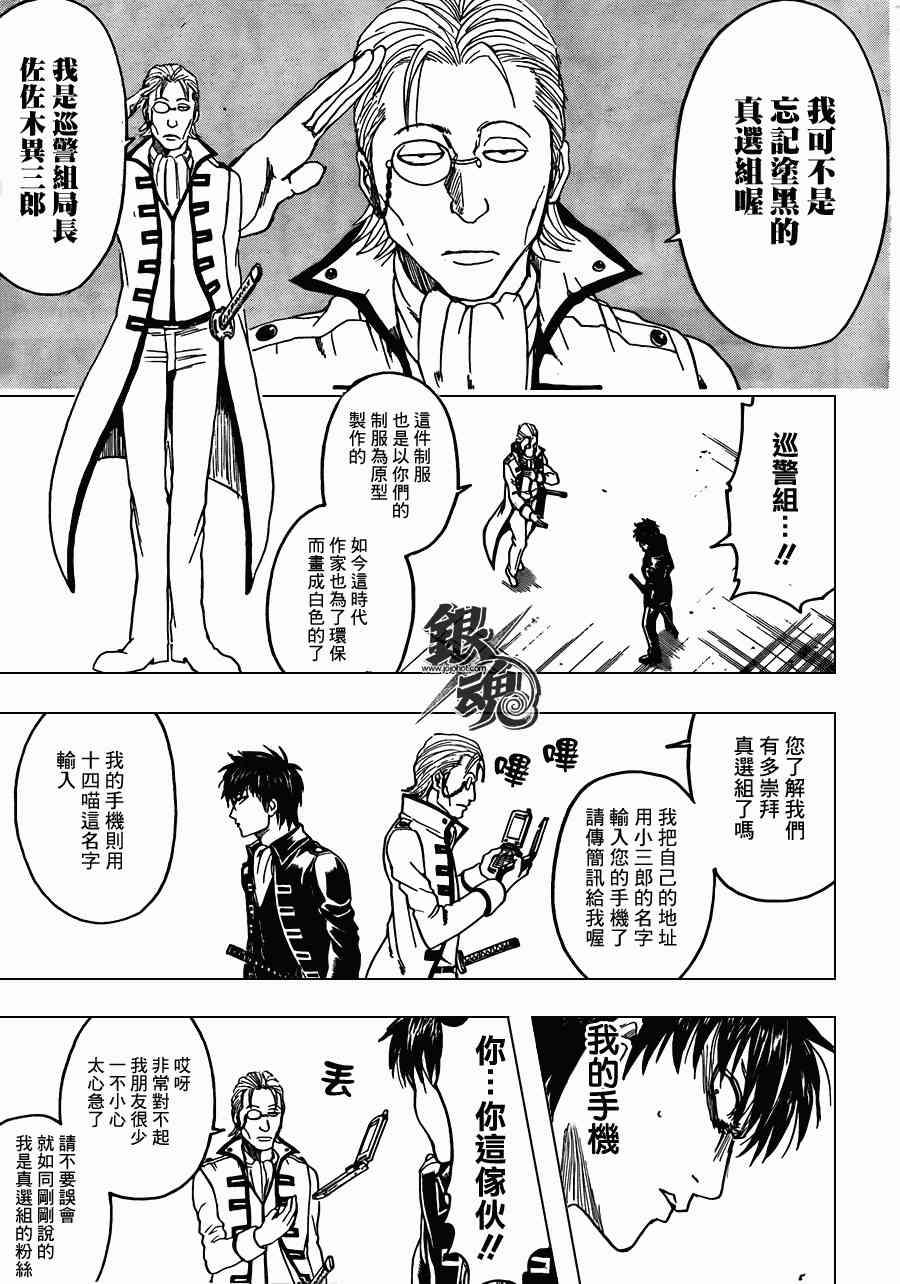 我可不是
忘記塗黑的
真選組喔
我是巡警組局長
佐佐木異三郎
巡警組…!!
這件制服
也是以你們的
制服為原型
製作的
如今這時代
作家也為了環保
而畫成白色的了
銀魂
www.jojohot.com
您了解我們
有多崇拜
真選組了嗎
我把自己的地址
用小三郎的名字
輸入您的手機了
請傳簡訊給我喔
嗶
嗶
我的手機則用
十四喵這名字
輸入
我的手機
你…你這傢伙!!
丟
哎呀
非常對不起
我朋友很少
一不小心
太心急了
請不要誤會
就如同剛剛說的
我是真選組的粉絲